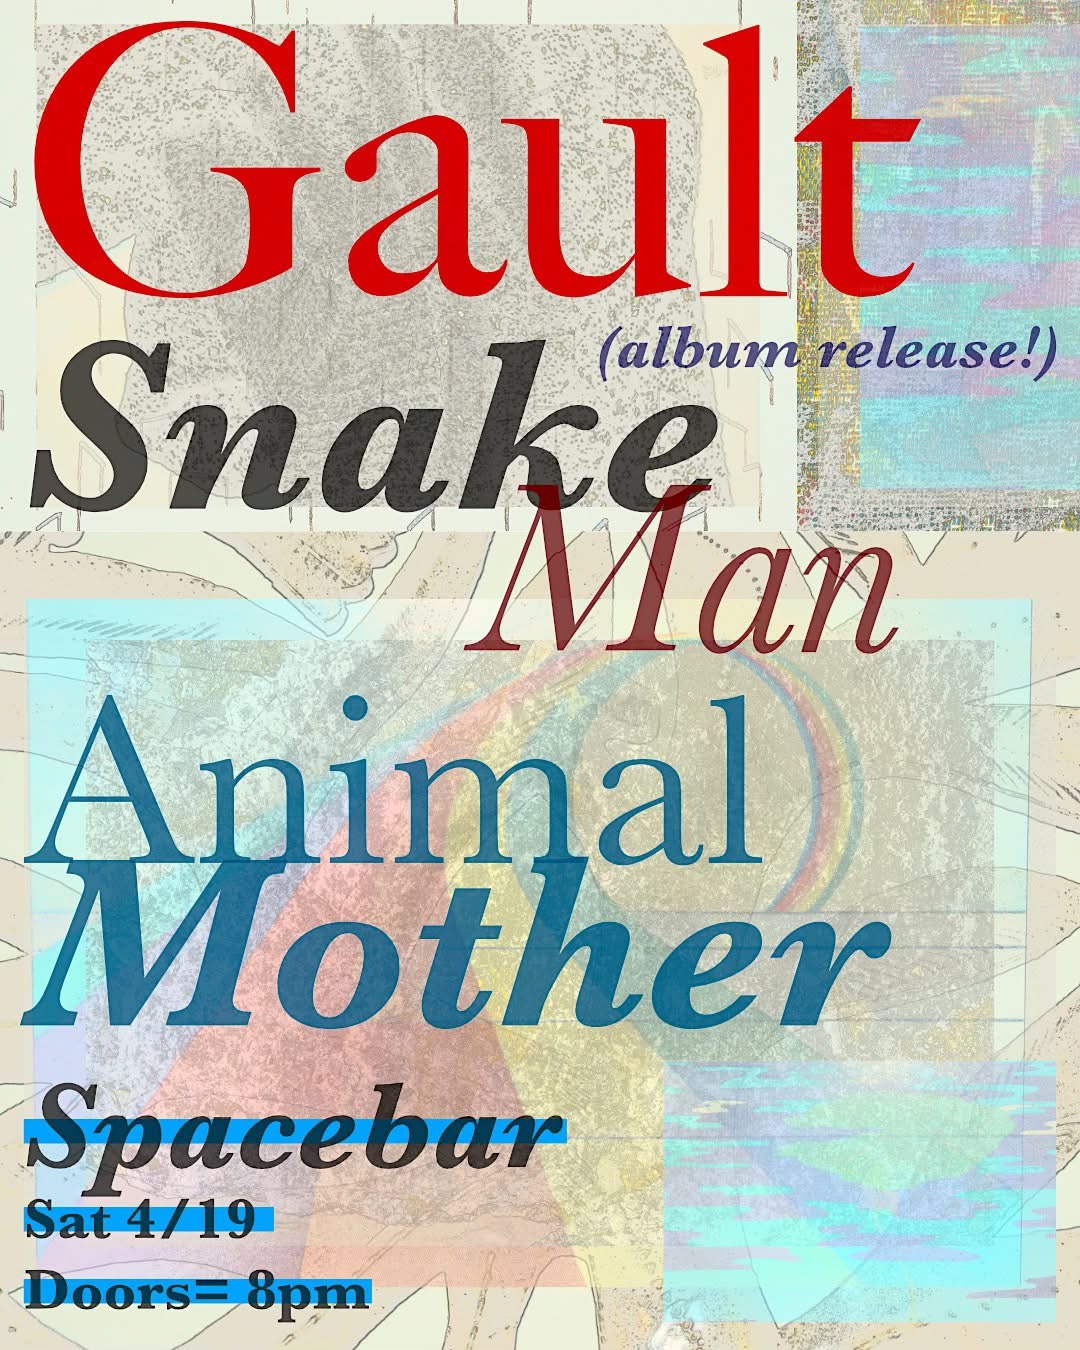 Gault
(album release!)
Snake
Man
Animal
Mother
Spacebar
Sat 4/19
Doors= 8pm